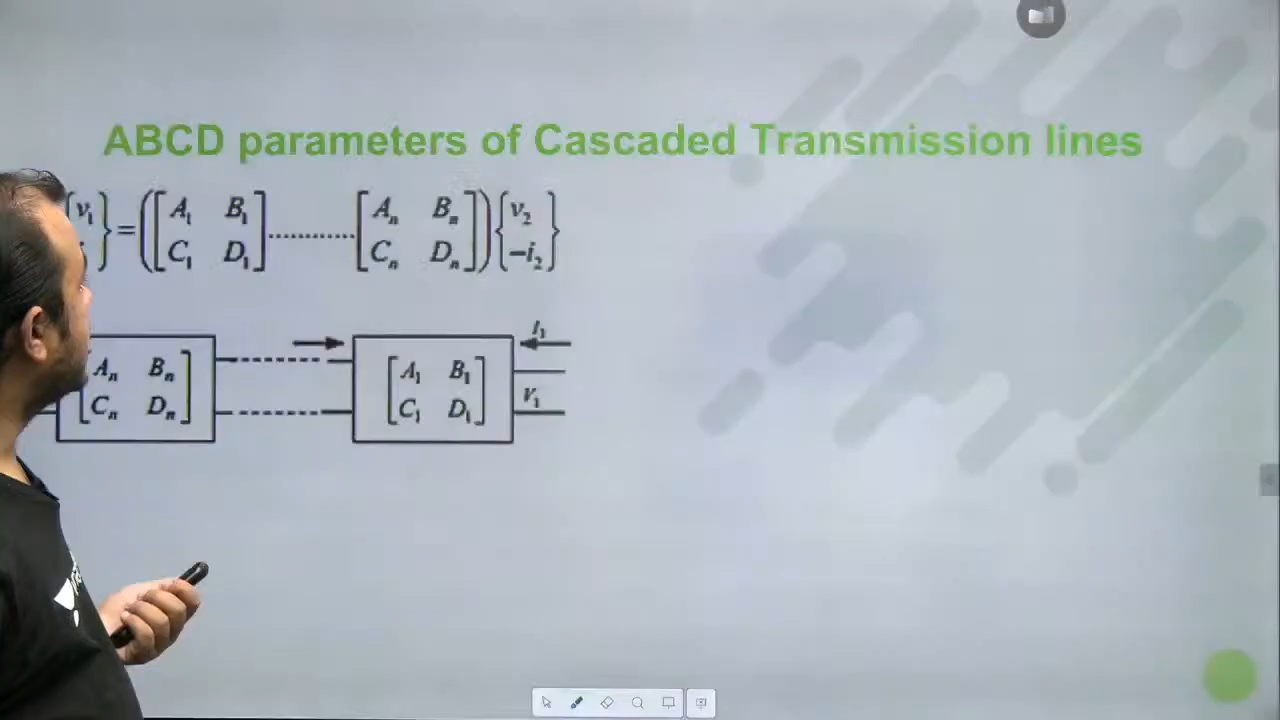 ABCD parameters of Cascaded Transmission lines
{v₁ } = ([A₁ B₁ C₁ D₁] ........... [Aₙ Bₙ Cₙ Dₙ]) {v₂ −i₂}
I₁
Aₙ Bₙ A₁ B₁
V₁
Cₙ Dₙ C₁ D₁